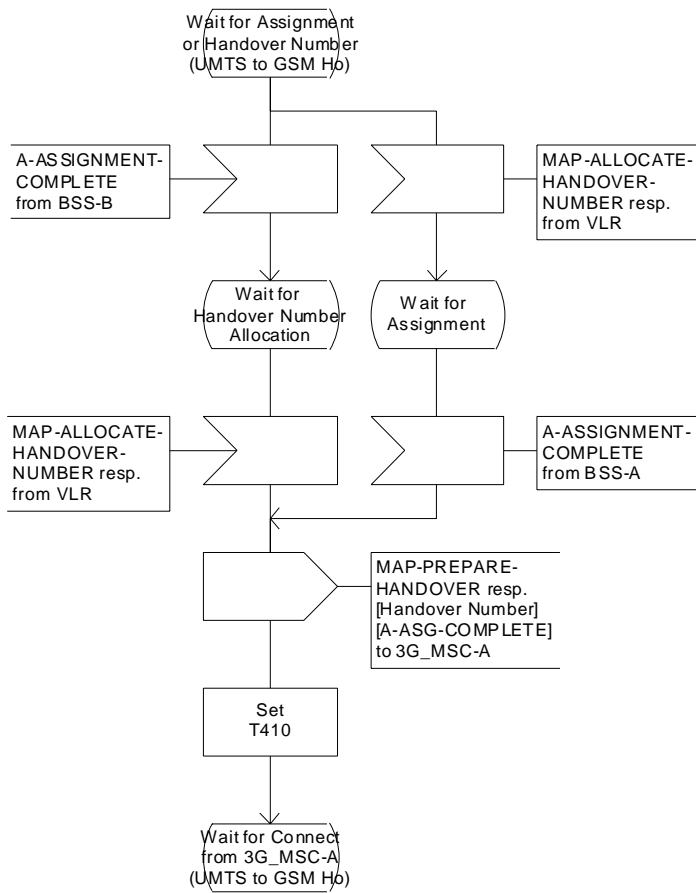 Wait for Assignment
or Handover Number
(UMTS to GSM Ho)
A-ASSIGNMENT-
COMPLETE
from BSS-B
MAP-ALLOCATE-
HANDOVER-
NUMBER resp.
from VLR
Wait for
Handover Number
Allocation
Wait for
Assignment
MAP-ALLOCATE-
HANDOVER-
NUMBER resp.
from VLR
A-ASSIGNMENT-
COMPLETE
from BSS-A
MAP-PREPARE-
HANDOVER resp.
[Handover Number]
[A-ASG-COMPLETE]
to 3G_MSC-A
Set
T410
Wait for Connect
from 3G_MSC-A
(UMTS to GSM Ho)